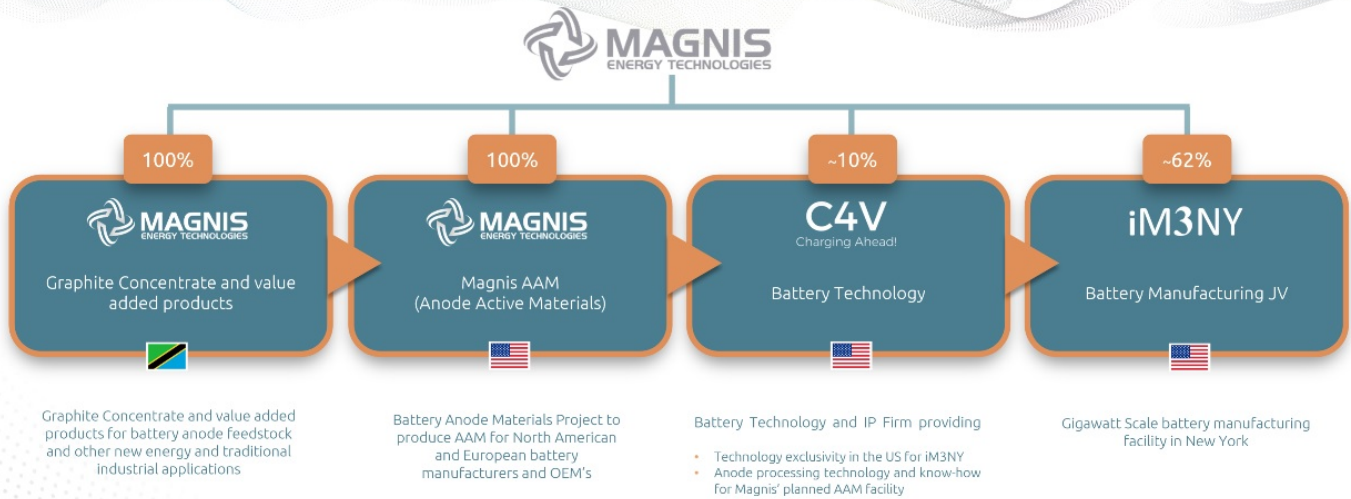 MAGNIS
ENERGY TECHNOLOGIES
100%
MAGNIS
ENERGY TECHNOLOGIES
Graphite Concentrate and value
added products
Graphite Concentrate and value added
products for battery anode feedstock
and other new energy and traditional
industrial applications
100%
MAGNIS
ENERGY TECHNOLOGIES
Magnis AAM
(Anode Active Materials)
Battery Anode Materials Project to
produce AAM for North American
and European battery
manufacturers and OEM's
~10%
C4V
Charging Ahead!
Battery Technology
Battery Technology and IP Firm providing
• Technology exclusivity in the US for iM3NY
• Anode processing technology and know-how
for Magnis' planned AAM facility
~62%
iM3NY
Battery Manufacturing JV
Gigawatt Scale battery manufacturing
facility in New York